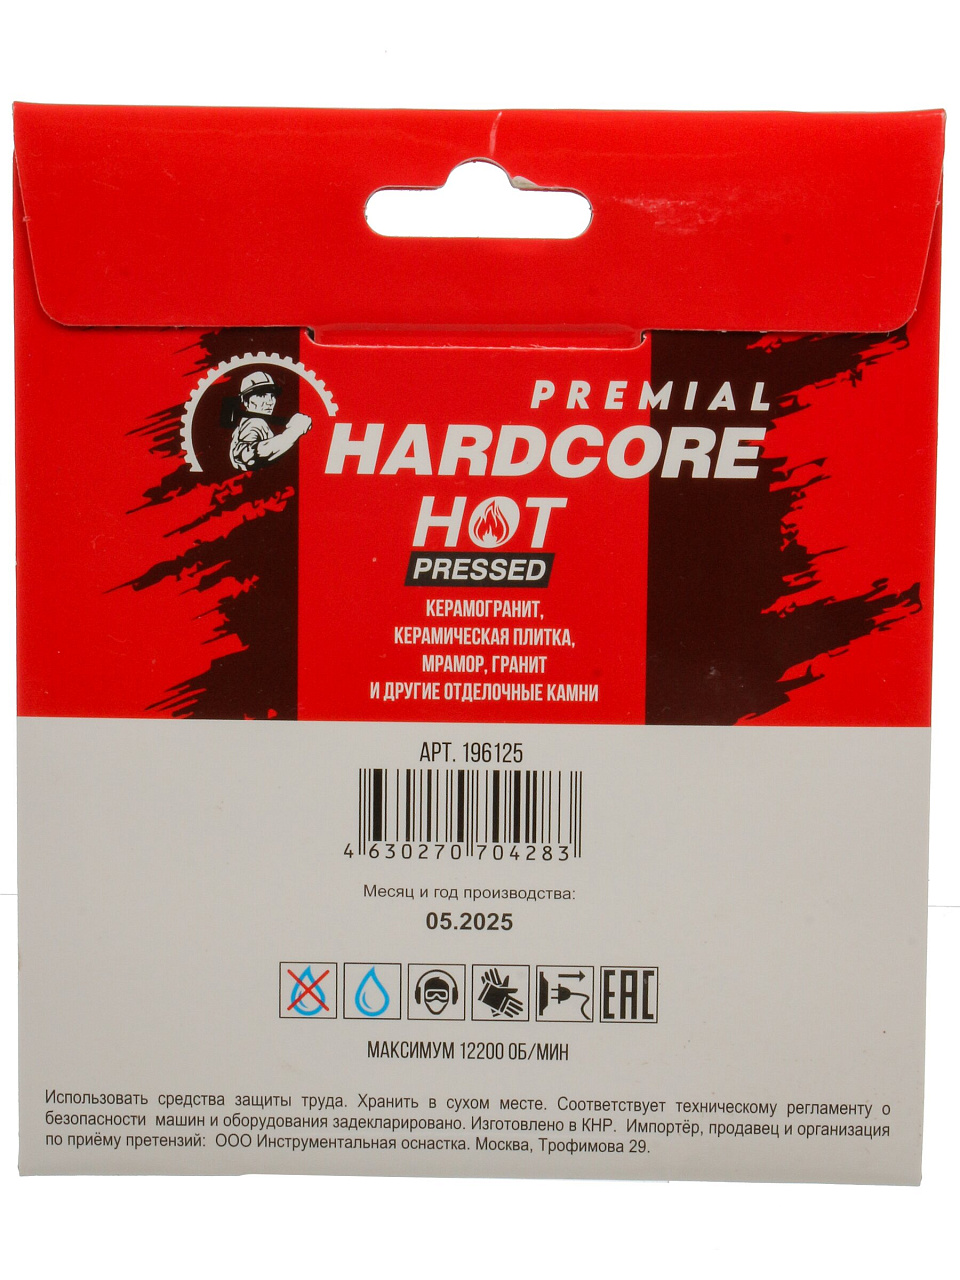 PREMIAL
HARDCORE
HOT
PRESSED
КЕРАМОГРАНИТ,
КЕРАМИЧЕСКАЯ ПЛИТКА,
МРАМОР, ГРАНИТ
И ДРУГИЕ ОТДЕЛОЧНЫЕ КАМНИ
АРТ. 196125
4 630270 704283
Месяц и год производства:
05.2025
EAC
МАКСИМУМ 12200 ОБ/МИН
Использовать средства защиты труда. Хранить в сухом месте. Соответствует техническому регламенту о
безопасности машин и оборудования задекларировано. Изготовлено в КНР. Импортёр, продавец и организация
по приёму претензий: ООО Инструментальная оснастка. Москва, Трофимова 29.